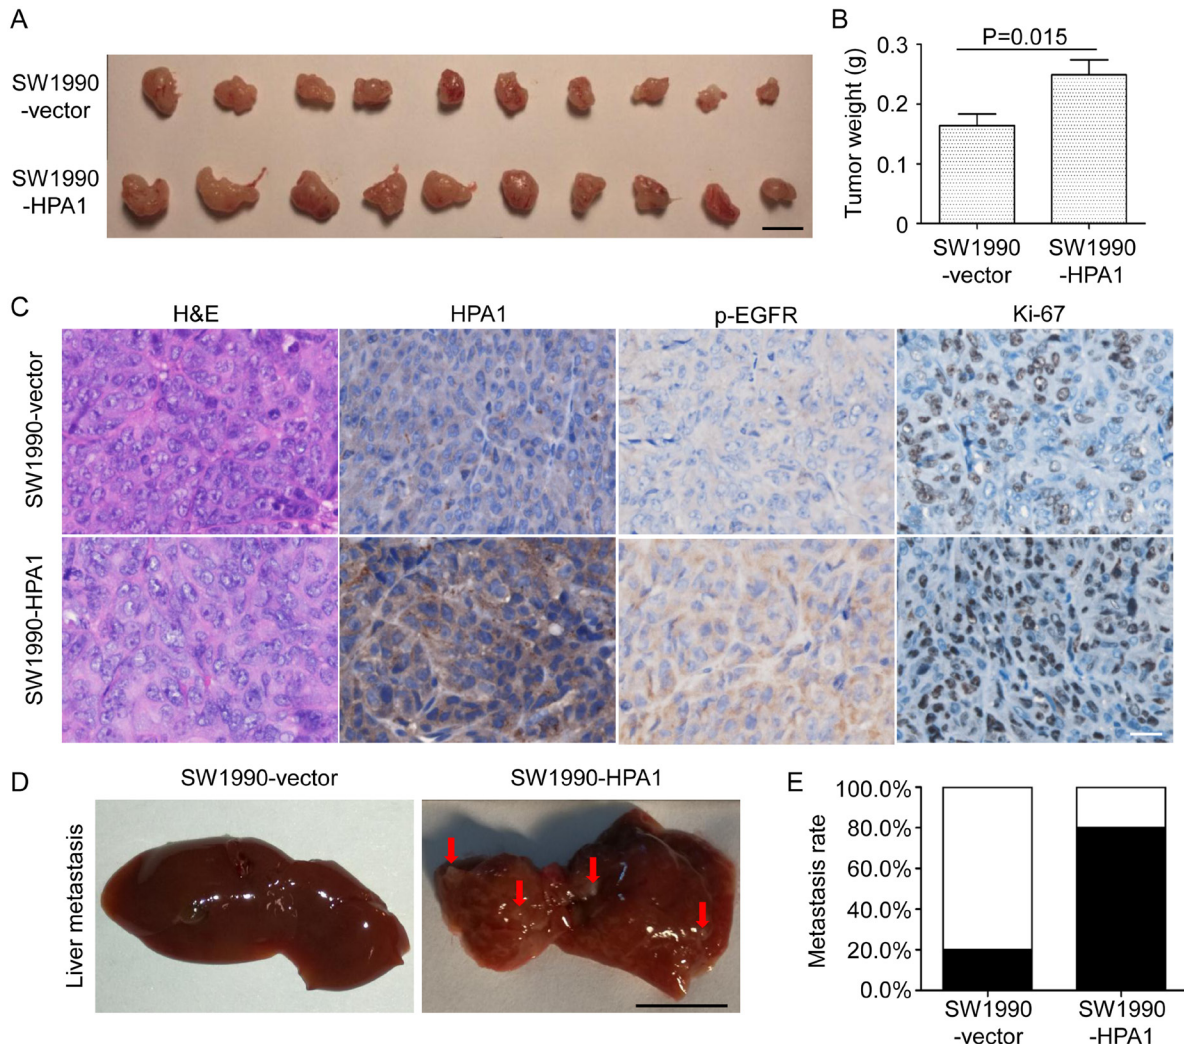 A
SW1990
-vector
SW1990
-HPA1
B
Tumor weight (g)
0.3
0.2
0.1
0
P=0.015
SW1990
-vector
SW1990
-HPA1
C
H&E
HPA1
p-EGFR
Ki-67
SW1990-vector
SW1990-HPA1
D
SW1990-vector
SW1990-HPA1
Liver metastasis
E
Metastasis rate
100.0%
80.0%
60.0%
40.0%
20.0%
0.0%
SW1990
-vector
SW1990
-HPA1